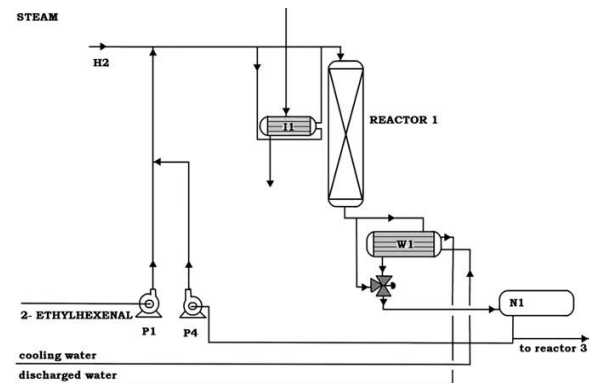 STEAM
H2
I1
REACTOR 1
W1
N1
2- ETHYLHEXENAL
P1
P4
to reactor 3
cooling water
discharged water